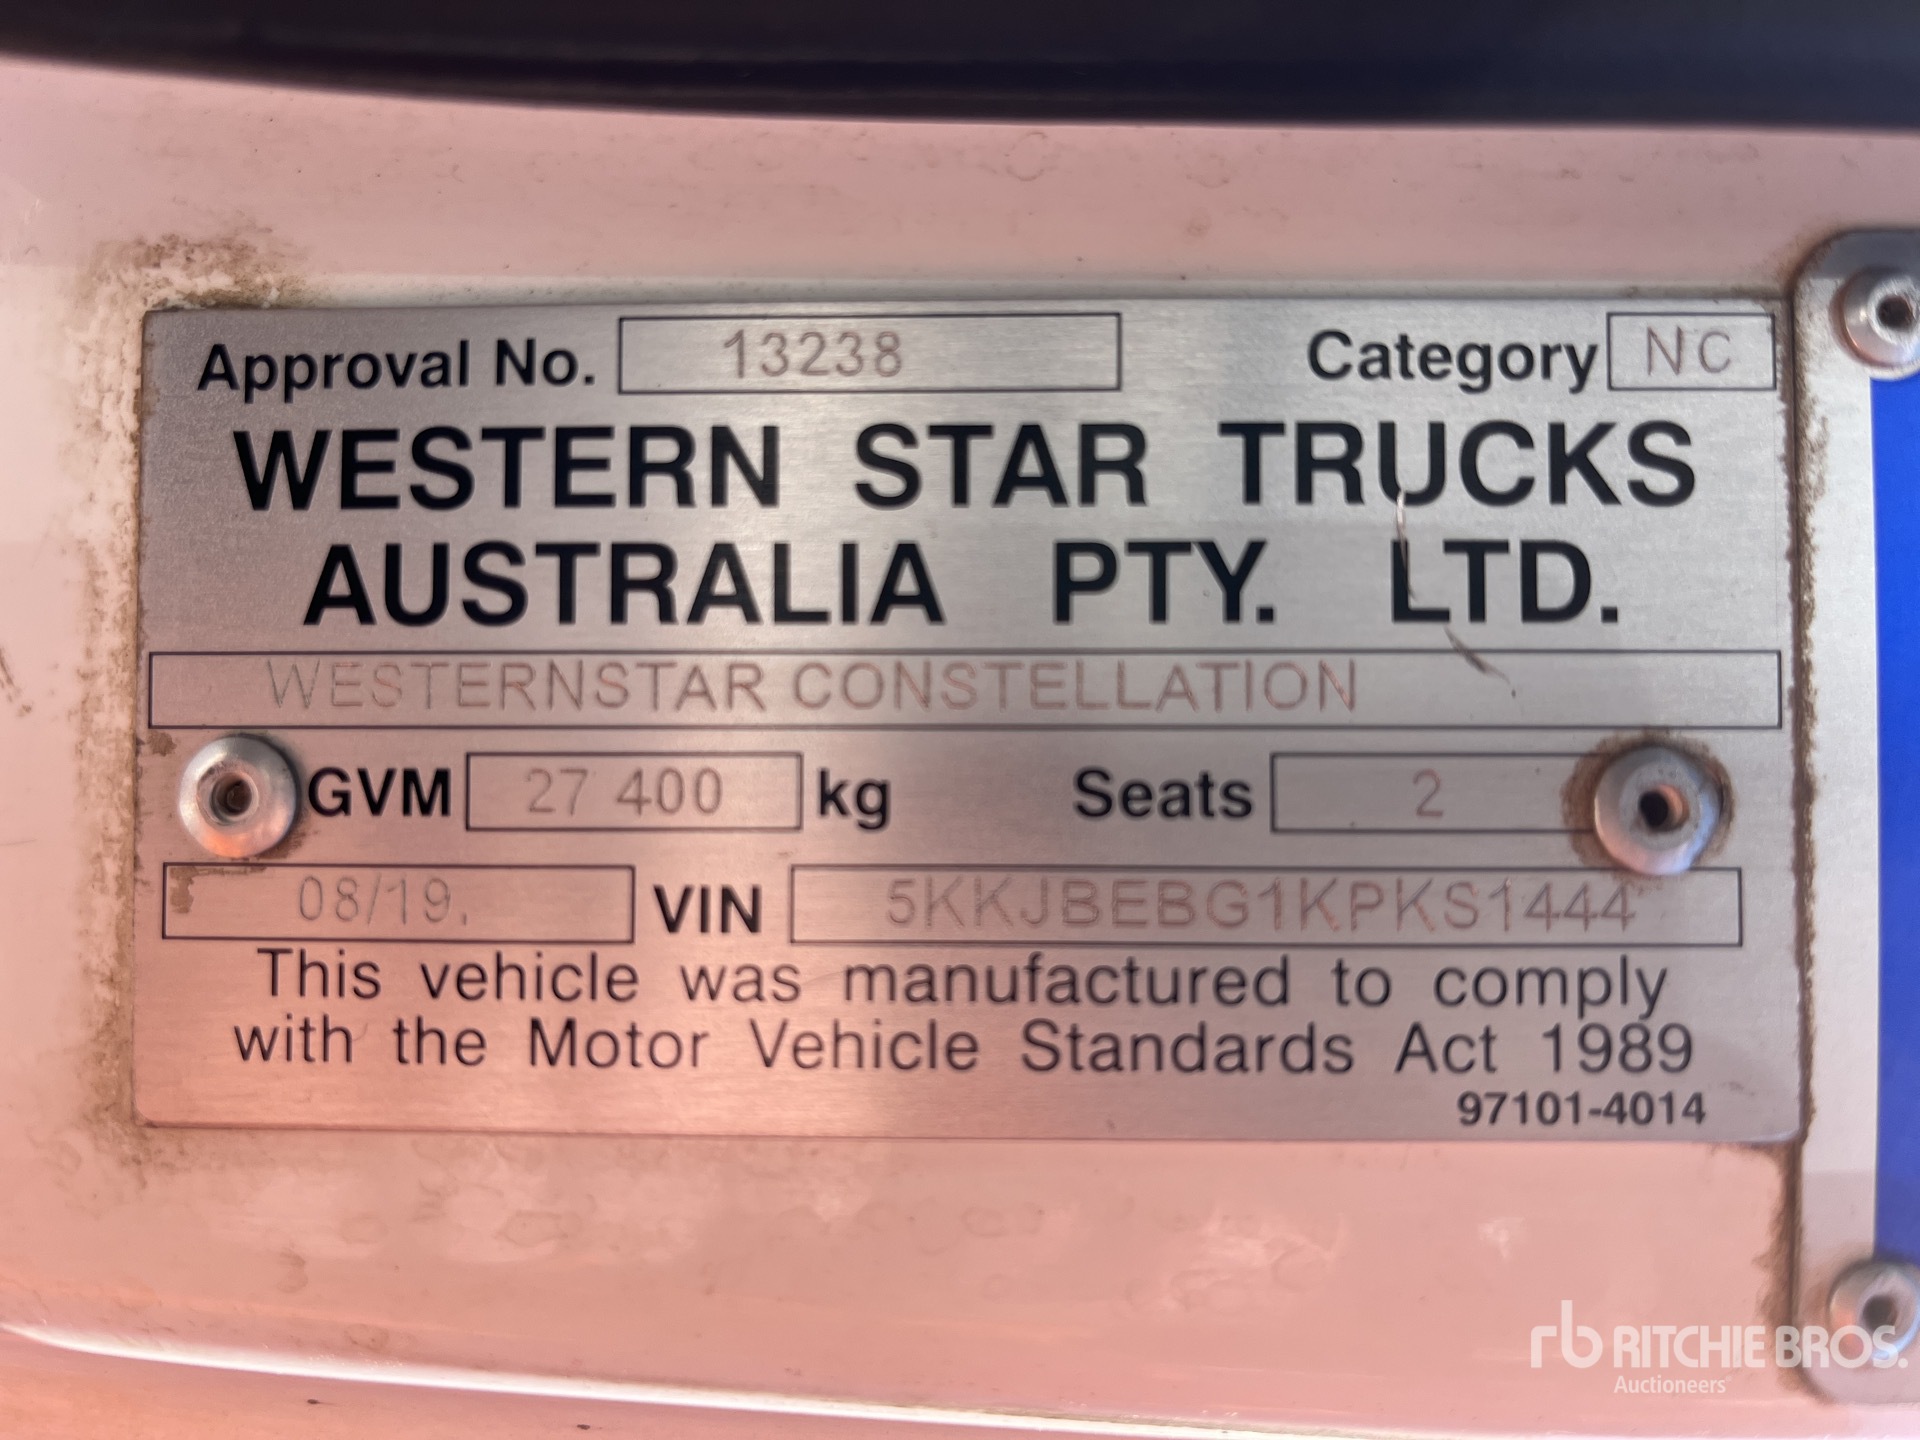 Approval No. 13238 Category NC
WESTERN STAR TRUCKS
AUSTRALIA PTY. LTD.
WESTERNSTAR CONSTELLATION
GVM 27 400 kg Seats 2
08/19. VIN 5KKJBEBG1KPKS1444
This vehicle was manufactured to comply
with the Motor Vehicle Standards Act 1989
97101-4014
rb RITCHIE BROS.
Auctioneers